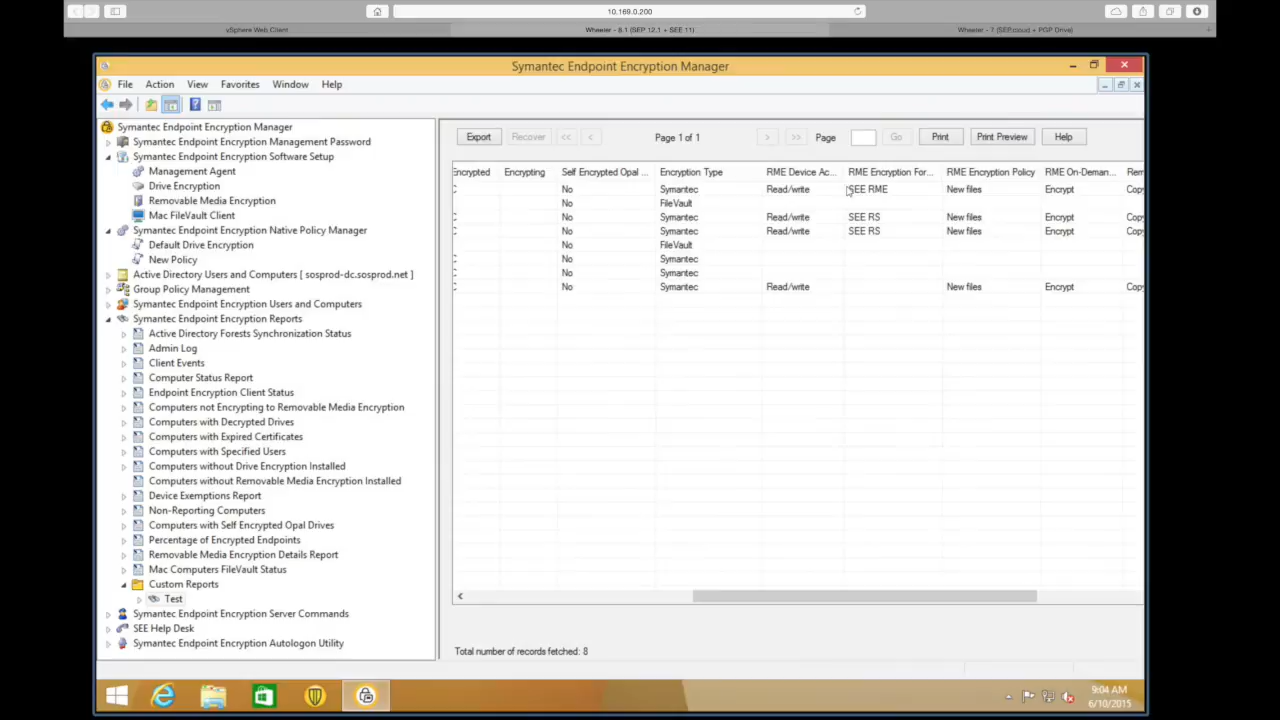 10.169.0.200
vSphere Web Client
Wheeler - 8.1 (SEP 12.1 + SEE 11)
Wheeler - 7 (SEP.cloud + PGP Drive)
Symantec Endpoint Encryption Manager
File Action View Favorites Window Help
Symantec Endpoint Encryption Manager
Symantec Endpoint Encryption Management Password
Symantec Endpoint Encryption Software Setup
Management Agent
Drive Encryption
Removable Media Encryption
Mac FileVault Client
Symantec Endpoint Encryption Native Policy Manager
Default Drive Encryption
New Policy
Active Directory Users and Computers [ sosprod-dc.sosprod.net ]
Group Policy Management
Symantec Endpoint Encryption Users and Computers
Symantec Endpoint Encryption Reports
Active Directory Forests Synchronization Status
Admin Log
Client Events
Computer Status Report
Endpoint Encryption Client Status
Computers not Encrypting to Removable Media Encryption
Computers with Decrypted Drives
Computers with Expired Certificates
Computers with Specified Users
Computers without Drive Encryption Installed
Computers without Removable Media Encryption Installed
Device Exemptions Report
Non-Reporting Computers
Computers with Self Encrypted Opal Drives
Percentage of Encrypted Endpoints
Removable Media Encryption Details Report
Mac Computers FileVault Status
Custom Reports
Test
Symantec Endpoint Encryption Server Commands
SEE Help Desk
Symantec Endpoint Encryption Autologon Utility
Export Recover << < Page 1 of 1 > >> Page Go Print Print Preview Help
Encrypted Encrypting Self Encrypted Opal ... Encryption Type RME Device Ac... RME Encryption For... RME Encryption Policy RME On-Deman... Rem
C No Symantec Read/write SEE RME New files Encrypt Copy
No FileVault
C No Symantec Read/write SEE RS New files Encrypt Copy
C No Symantec Read/write SEE RS New files Encrypt Copy
No FileVault
C No Symantec
C No Symantec
C No Symantec Read/write New files Encrypt Copy
Total number of records fetched: 8
9:04 AM
6/10/2015